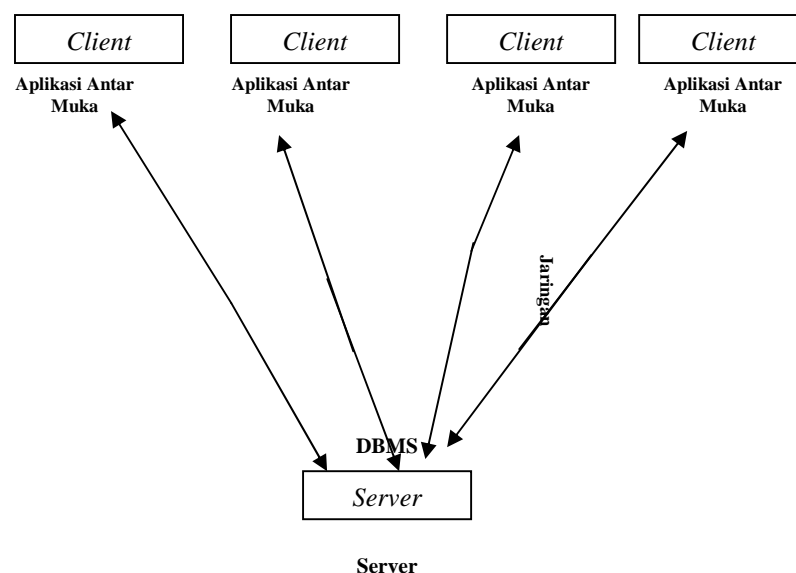 Client Client Client Client
Aplikasi Antar Aplikasi Antar Aplikasi Antar Aplikasi Antar
Muka Muka Muka Muka
Jaringan
DBMS
Server
Server